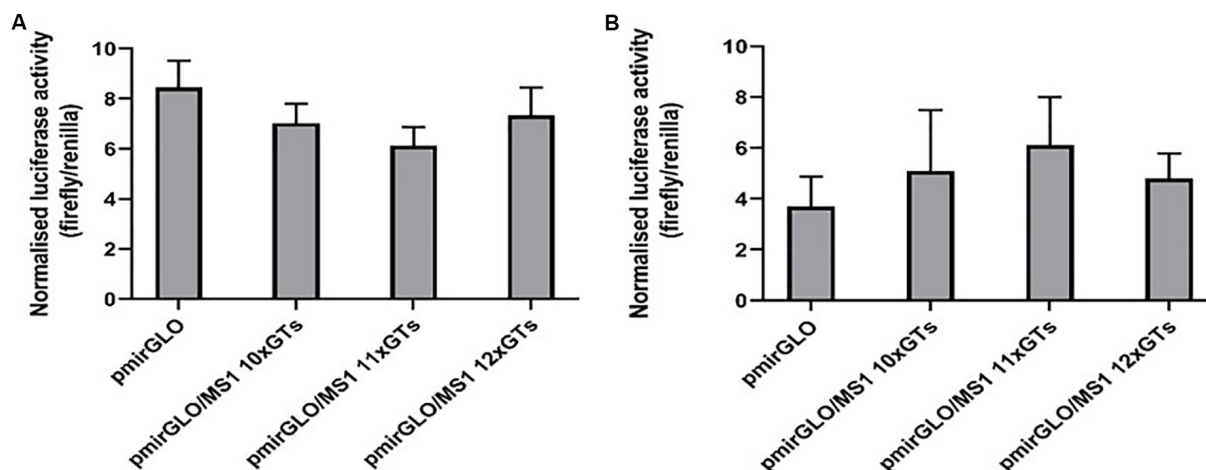 A
Normalised luciferase activity
(firefly/renilla)
10
8
6
4
2
0
pmirGLO
pmirGLO/MS1 10xGTs
pmirGLO/MS1 11xGTs
pmirGLO/MS1 12xGTs
B
Normalised luciferase activity
(firefly/renilla)
10
8
6
4
2
0
pmirGLO
pmirGLO/MS1 10xGTs
pmirGLO/MS1 11xGTs
pmirGLO/MS1 12xGTs